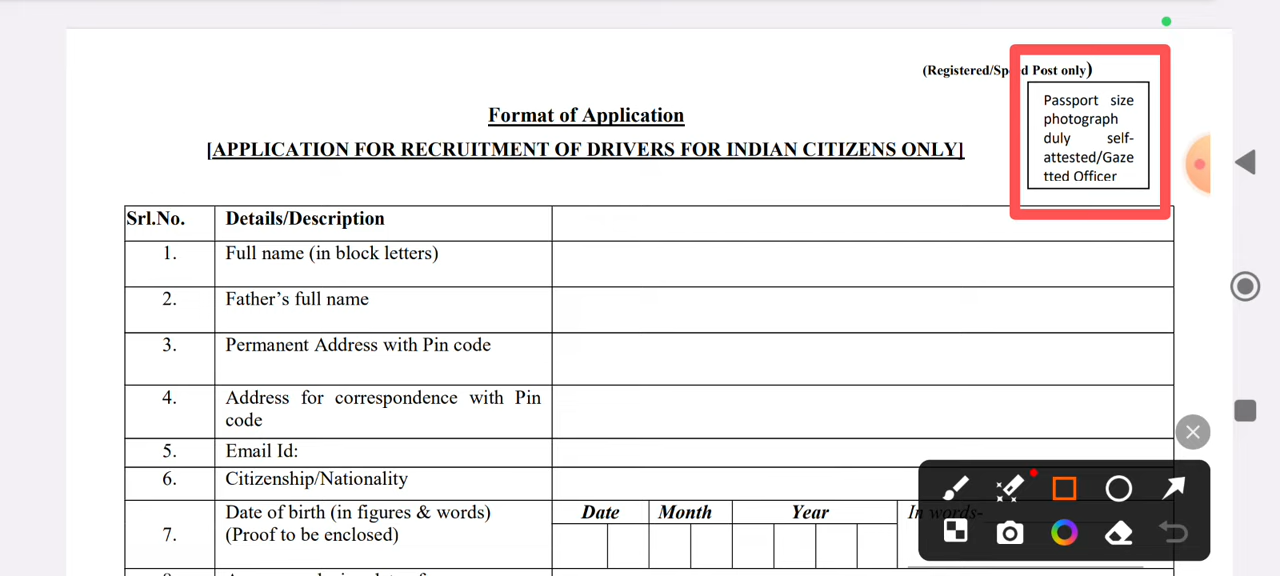 (Registered/Speed Post only)
Passport size
photograph
duly self-
attested/Gaze
tted Officer
Format of Application
[APPLICATION FOR RECRUITMENT OF DRIVERS FOR INDIAN CITIZENS ONLY]
Srl.No. Details/Description
1. Full name (in block letters)
2. Father’s full name
3. Permanent Address with Pin code
4. Address for correspondence with Pin
code
5. Email Id:
6. Citizenship/Nationality
7. Date of birth (in figures & words)
(Proof to be enclosed)
Date Month Year In words-